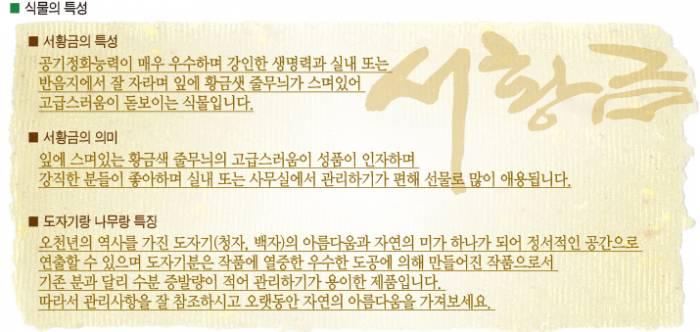 ■ 식물의 특성
■ 서황금의 특성
서황금
공기정화능력이 매우 우수하며 강인한 생명력과 실내 또는
반음지에서 잘 자라며 잎에 황금색 줄무늬가 스며있어
고급스러움이 돋보이는 식물입니다.
■ 서황금의 의미
잎에 스며있는 황금색 줄무늬의 고급스러움이 성품이 인자하며
강직한 분들이 좋아하며 실내 또는 사무실에서 관리하기가 편해 선물로 많이 애용됩니다.
■ 도자기랑 나무랑 특징
오천년의 역사를 가진 도자기(청자, 백자)의 아름다움과 자연의 미가 하나가 되어 정서적인 공간으로
연출할 수 있으며 도자기분은 작품에 열중한 우수한 도공에 의해 만들어진 작품으로서
기존 분과 달리 수분 증발량이 적어 관리하기가 용이한 제품입니다.
따라서 관리사항을 잘 참조하시고 오랫동안 자연의 아름다움을 가져보세요.